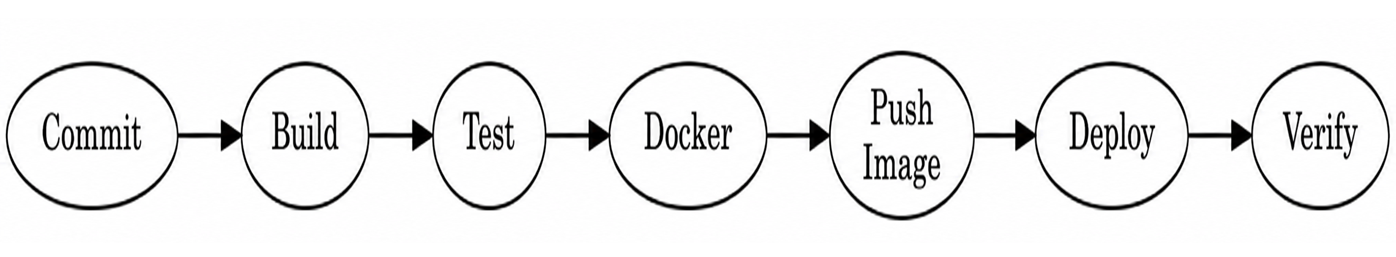 Commit
Build
Test
Docker
Push
Image
Deploy
Verify